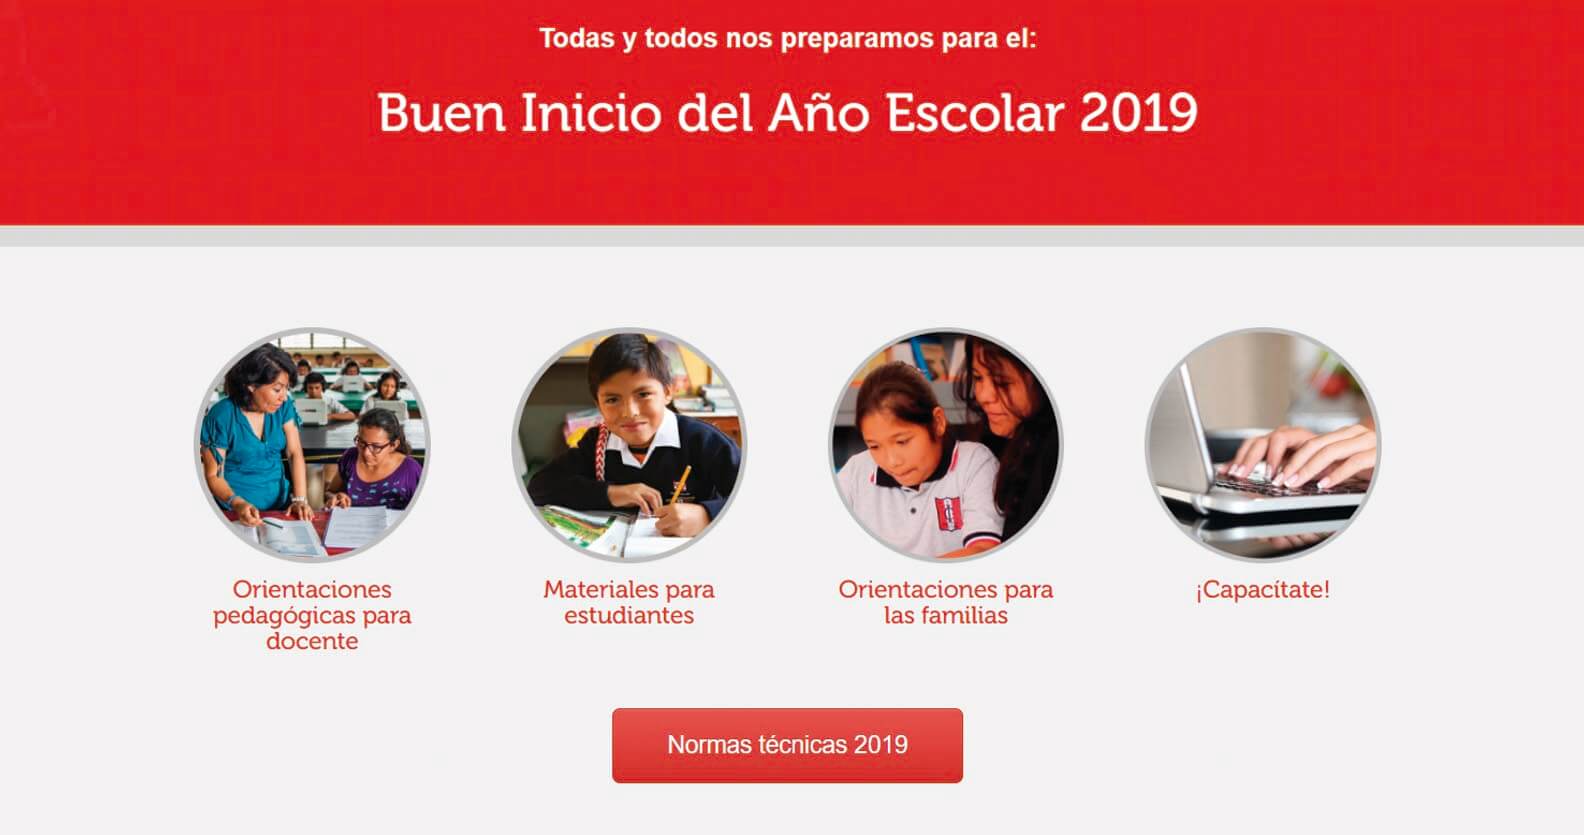 Todas y todos nos preparamos para el:
Buen Inicio del Año Escolar 2019
Orientaciones
pedagógicas para
docente
Materiales para
estudiantes
Orientaciones para
las familias
¡Capacítate!
Normas técnicas 2019